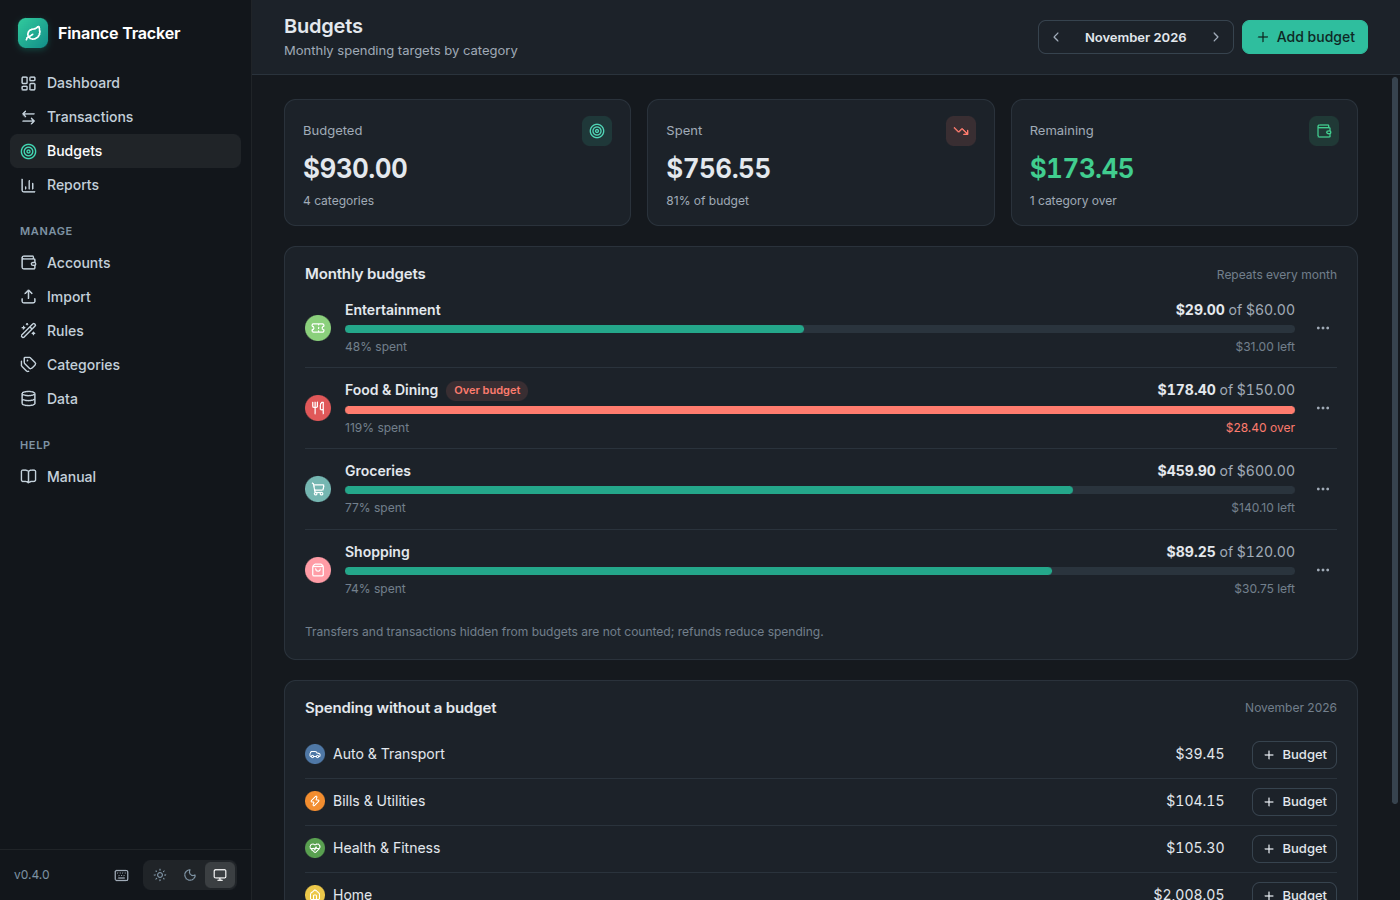 Finance Tracker
Dashboard
Transactions
Budgets
Reports
MANAGE
Accounts
Import
Rules
Categories
Data
HELP
Manual
v0.4.0
Budgets
Monthly spending targets by category
November 2026
Add budget
Budgeted
$930.00
4 categories
Spent
$756.55
81% of budget
Remaining
$173.45
1 category over
Monthly budgets
Repeats every month
Entertainment
$29.00 of $60.00
48% spent
$31.00 left
Food & Dining
Over budget
$178.40 of $150.00
119% spent
$28.40 over
Groceries
$459.90 of $600.00
77% spent
$140.10 left
Shopping
$89.25 of $120.00
74% spent
$30.75 left
Transfers and transactions hidden from budgets are not counted; refunds reduce spending.
Spending without a budget
November 2026
Auto & Transport
$39.45
Budget
Bills & Utilities
$104.15
Budget
Health & Fitness
$105.30
Budget
Home
$2,008.05
Budget